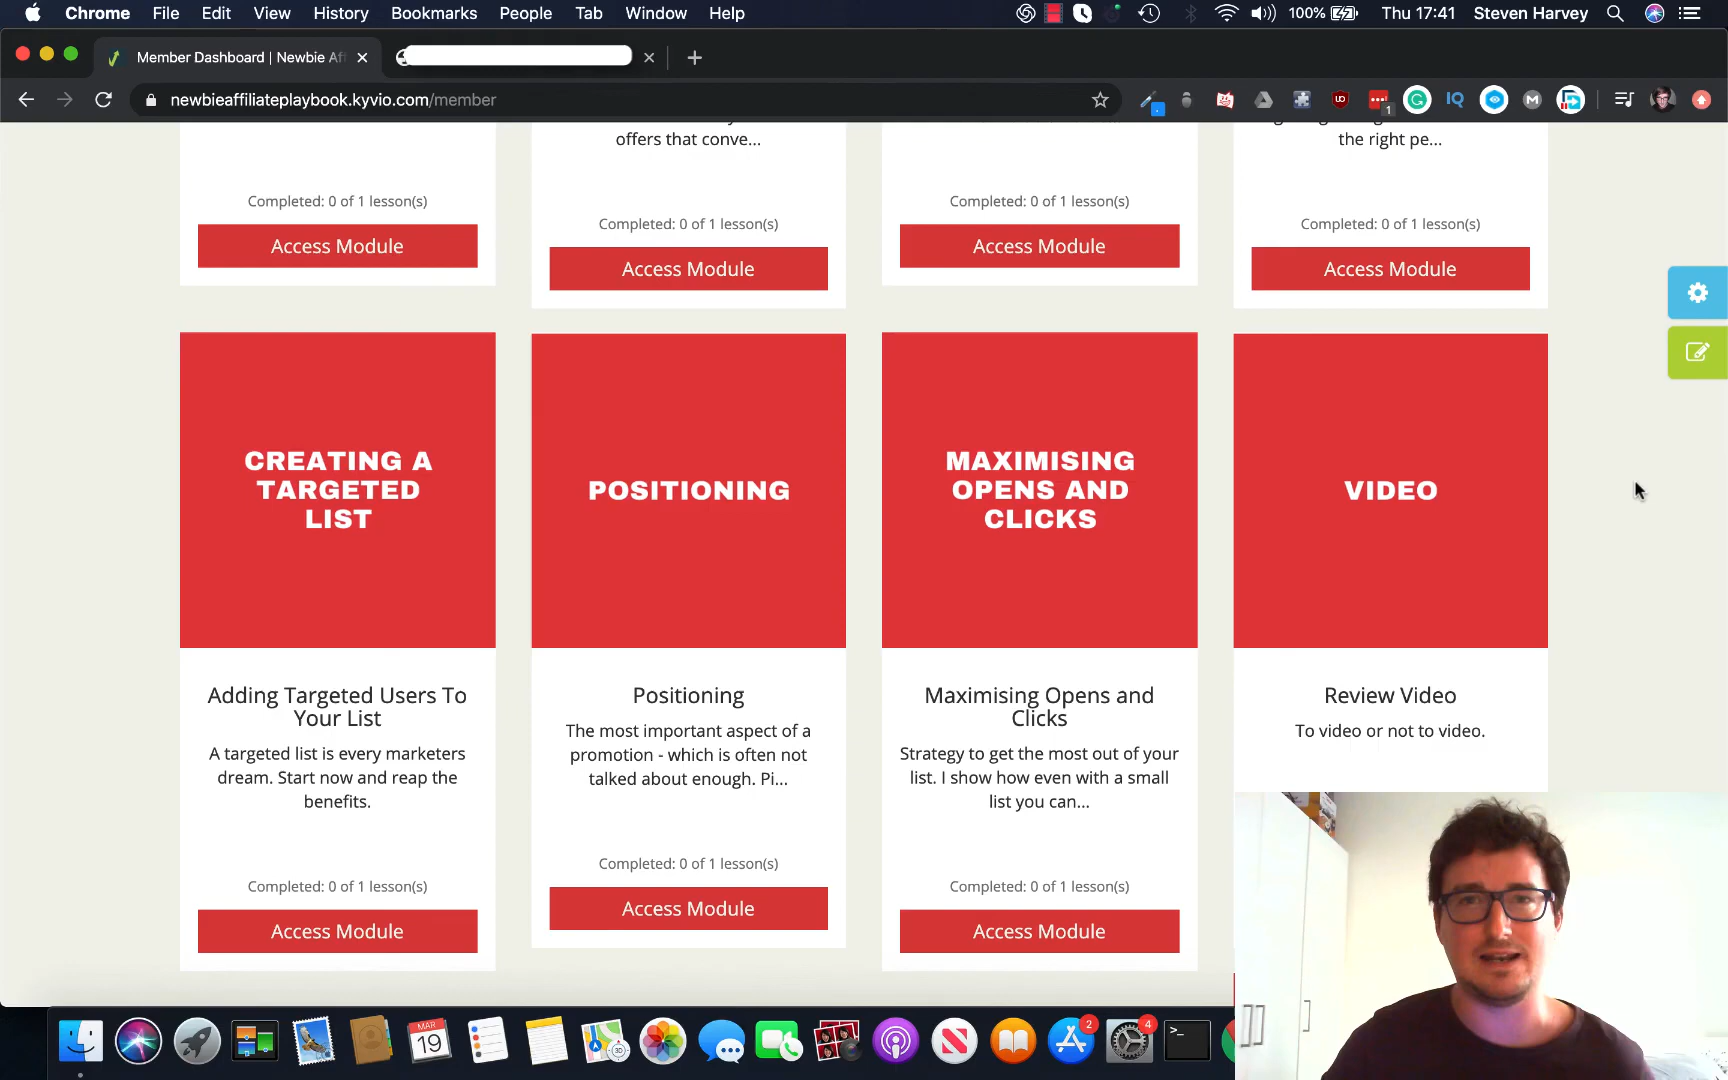 Chrome File Edit View History Bookmarks People Tab Window Help 100% Thu 17:41 Steven Harvey
Member Dashboard | Newbie Aff
newbieaffiliateplaybook.kyvio.com/member
offers that conve...
the right pe...
Completed: 0 of 1 lesson(s)
Completed: 0 of 1 lesson(s)
Completed: 0 of 1 lesson(s)
Completed: 0 of 1 lesson(s)
Access Module
Access Module
Access Module
Access Module
CREATING A
TARGETED
LIST
POSITIONING
MAXIMISING
OPENS AND
CLICKS
VIDEO
Adding Targeted Users To
Your List
A targeted list is every marketers
dream. Start now and reap the
benefits.
Completed: 0 of 1 lesson(s)
Access Module
Positioning
The most important aspect of a
promotion - which is often not
talked about enough. Pi...
Completed: 0 of 1 lesson(s)
Access Module
Maximising Opens and
Clicks
Strategy to get the most out of your
list. I show how even with a small
list you can...
Completed: 0 of 1 lesson(s)
Access Module
Review Video
To video or not to video.
MAR
19
2
4